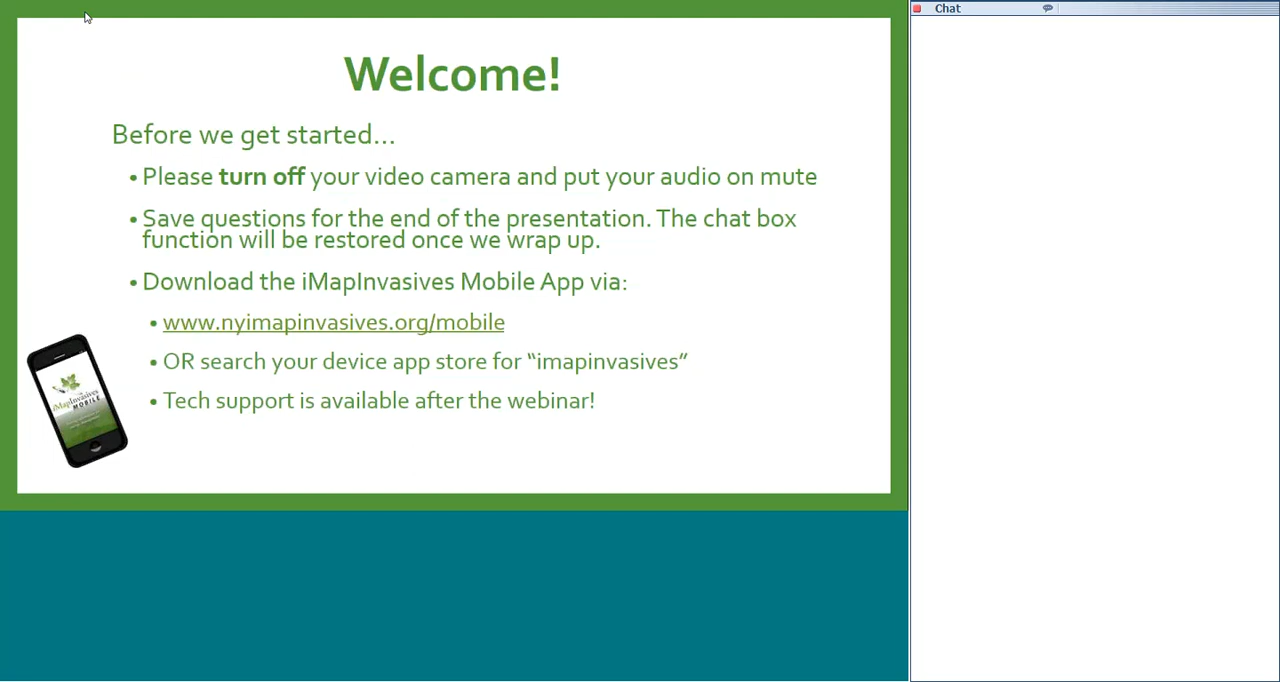 Chat
Welcome!
Before we get started...
• Please turn off your video camera and put your audio on mute
• Save questions for the end of the presentation. The chat box
function will be restored once we wrap up.
• Download the iMapInvasives Mobile App via:
• www.nyimapinvasives.org/mobile
• OR search your device app store for “imapinvasives”
• Tech support is available after the webinar!
iMapInvasives
MOBILE